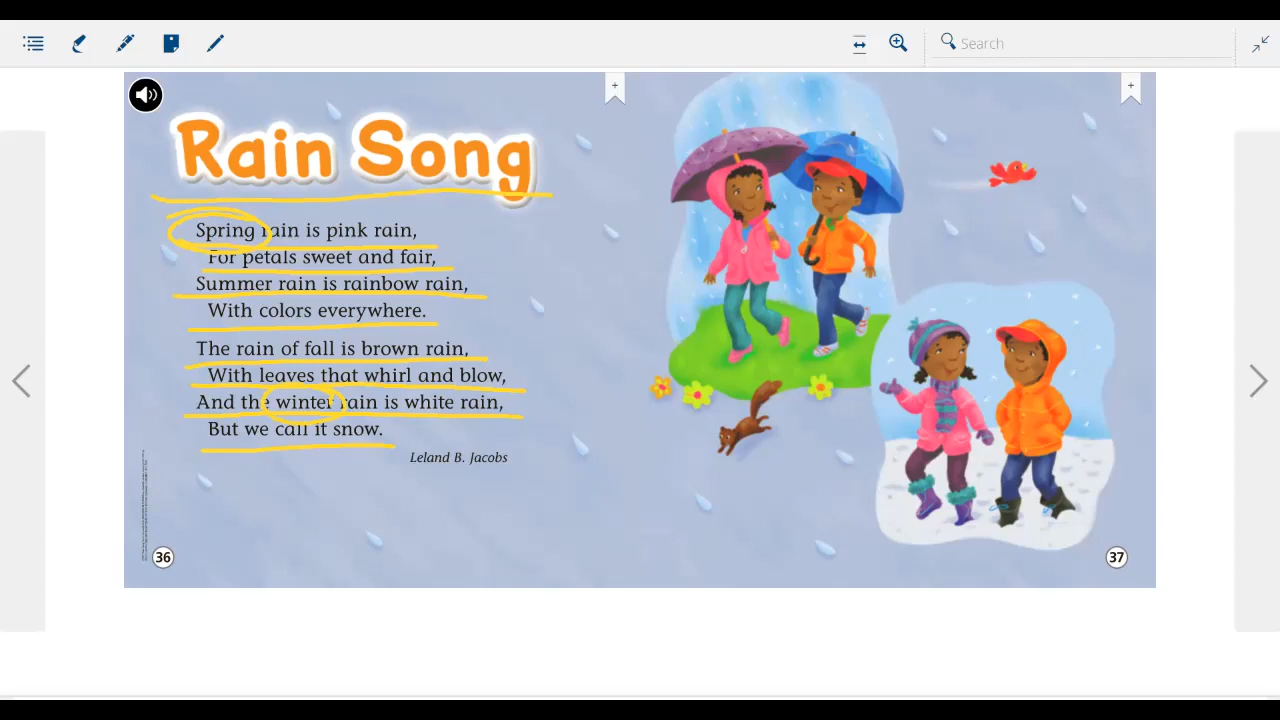 Search
Rain Song
Spring rain is pink rain,
For petals sweet and fair,
Summer rain is rainbow rain,
With colors everywhere.
The rain of fall is brown rain,
With leaves that whirl and blow,
And the winter rain is white rain,
But we call it snow.
Leland B. Jacobs
36
37